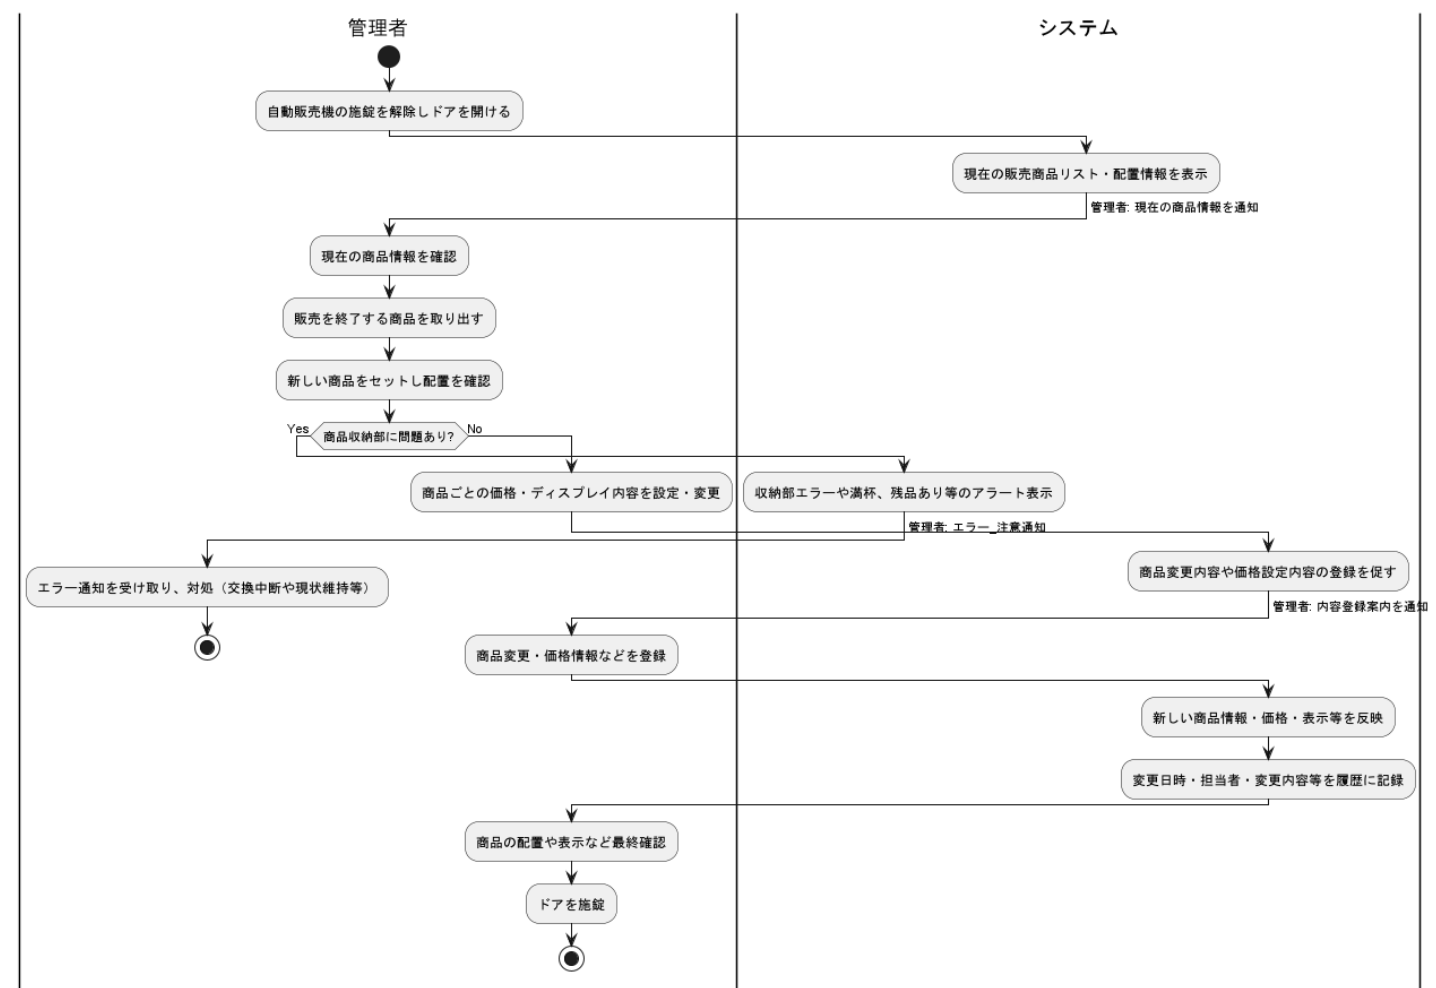 管理者
システム
自動販売機の施錠を解除しドアを開ける
現在の販売商品リスト・配置情報を表示
管理者: 現在の商品情報を通知
現在の商品情報を確認
販売を終了する商品を取り出す
新しい商品をセットし配置を確認
Yes
商品収納部に問題あり?
No
商品ごとの価格・ディスプレイ内容を設定・変更
収納部エラーや満杯、残品あり等のアラート表示
管理者: エラー_注意通知
商品変更内容や価格設定内容の登録を促す
エラー通知を受け取り、対処（交換中断や現状維持等）
管理者: 内容登録案内を通知
商品変更・価格情報などを登録
新しい商品情報・価格・表示等を反映
変更日時・担当者・変更内容等を履歴に記録
商品の配置や表示など最終確認
ドアを施錠